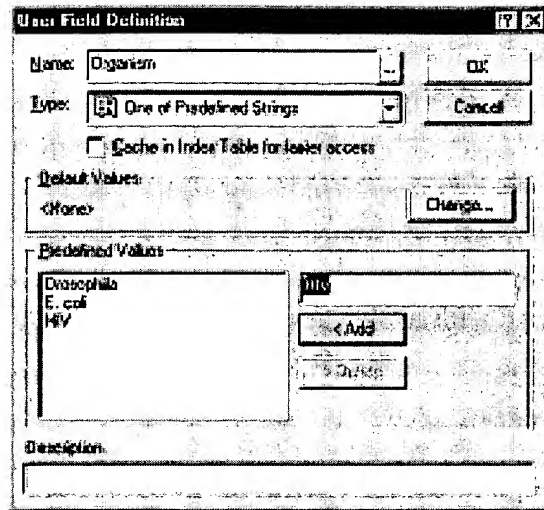 User Field Definition
Name: Organism ... OK
Type: One of Predefined Strings Cancel
Cache in Index Table for faster access
Default Values:
<None> Change...
Predefined Values
Drosophila HIV
E. coli
HIV
< Add
Description